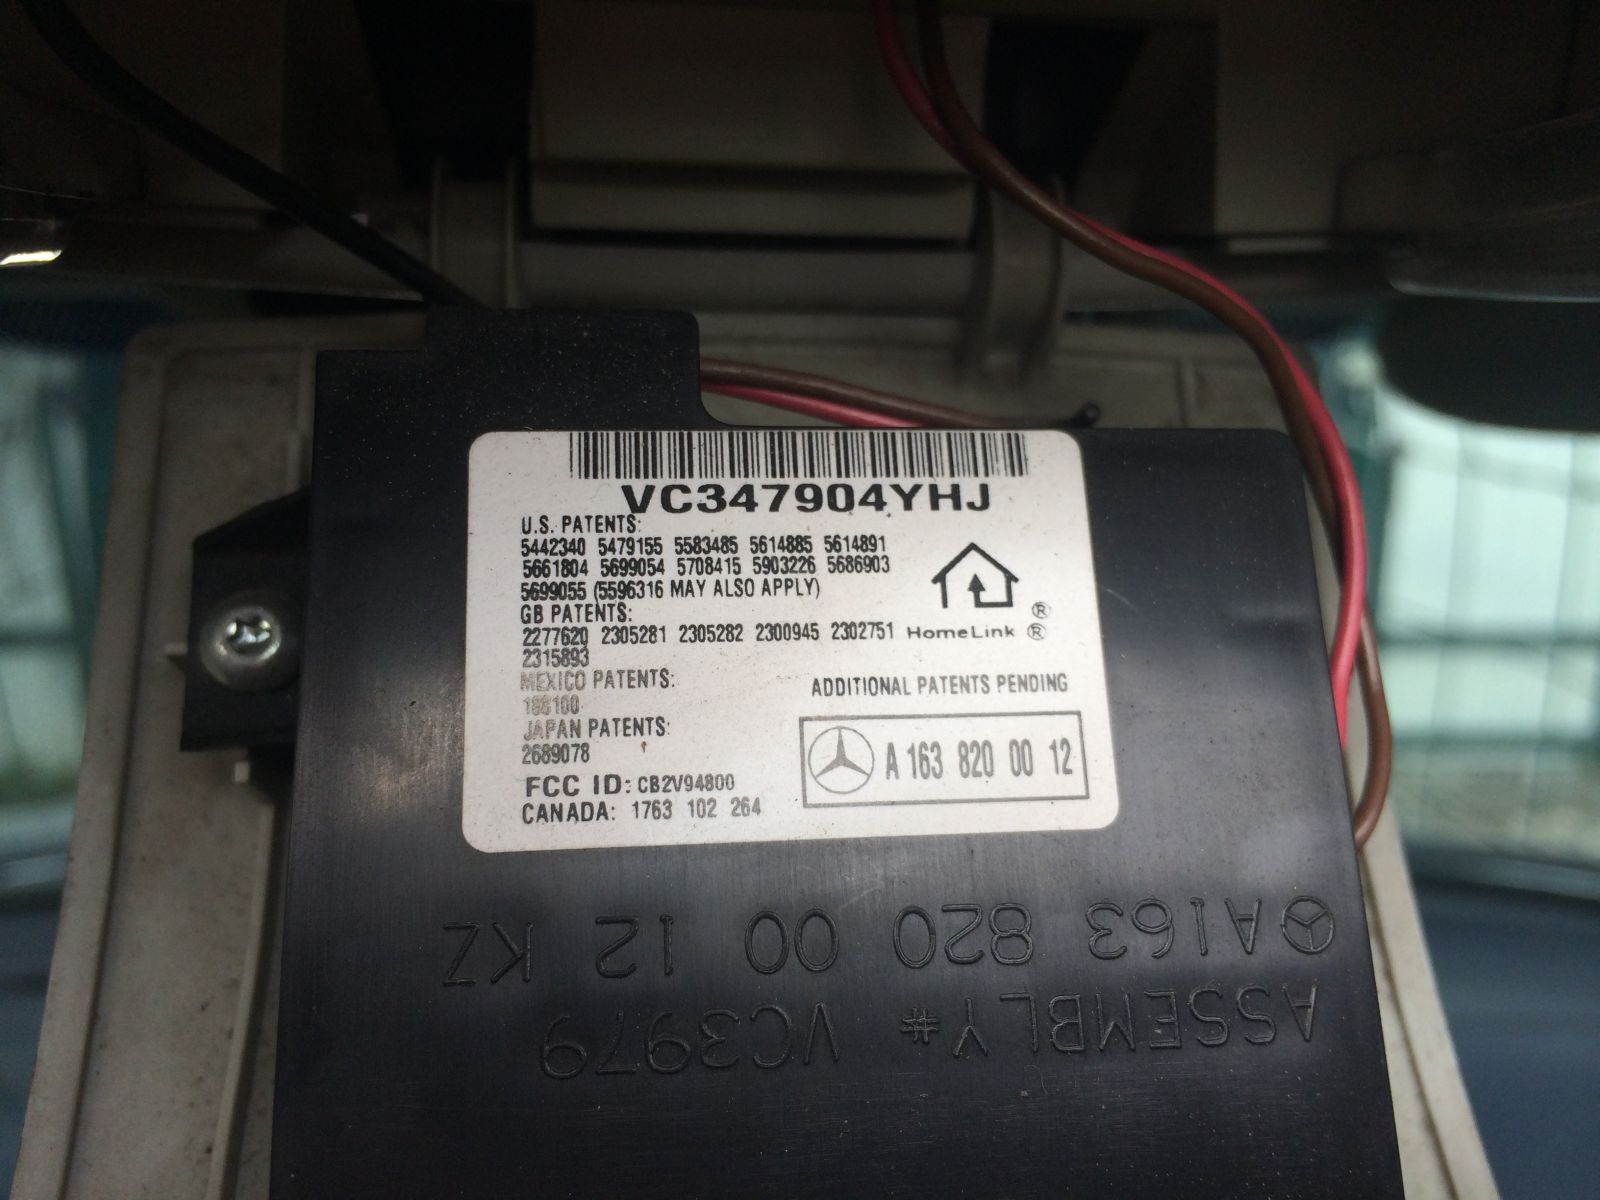 VC347904YHJ
U.S. PATENTS:
5442340 5479155 5583485 5614885 5614891
5661804 5699054 5708415 5903226 5686903
5699055 (5596316 MAY ALSO APPLY)
GB PATENTS:
2277620 2305281 2305282 2300945 2302751
2315893
MEXICO PATENTS:
188100
JAPAN PATENTS:
2689078
FCC ID: CB2V94800
CANADA: 1763 102 264
®
HomeLink ®
ADDITIONAL PATENTS PENDING
A 163 820 00 12
A163 820 00 12 KZ
ASSEMBLY# VC3979